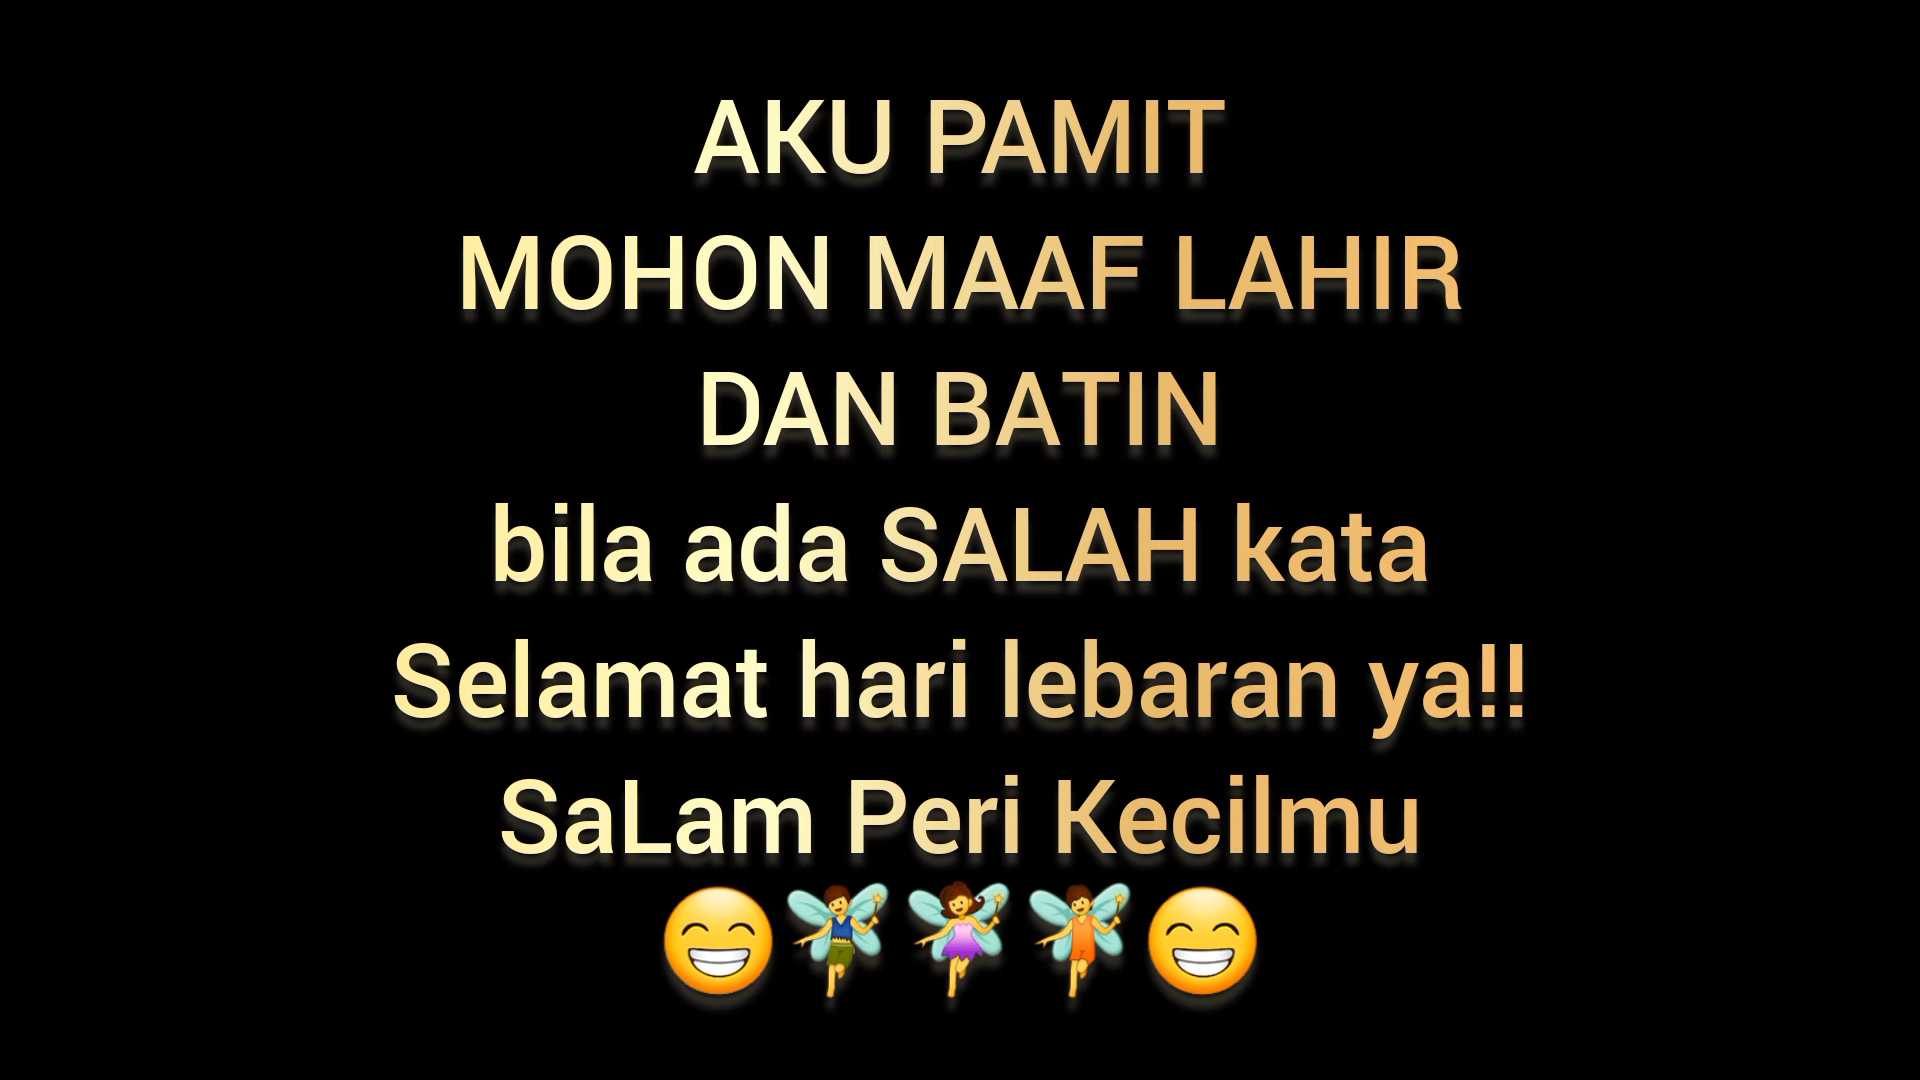 AKU PAMIT
MOHON MAAF LAHIR
DAN BATIN
bila ada SALAH kata
Selamat hari lebaran ya!!
SaLam Peri Kecilmu
😁🧚‍♂️🧚‍♀️🧚😁